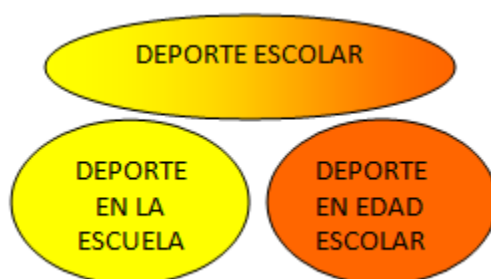 DEPORTE ESCOLAR
DEPORTE
EN LA
ESCUELA
DEPORTE
EN EDAD
ESCOLAR